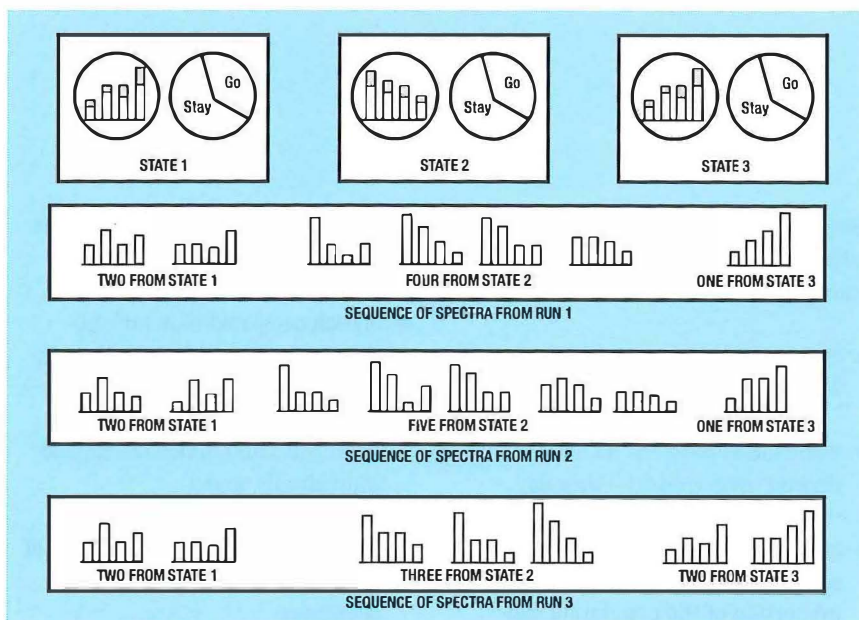 Go
Stay
STATE 1
Go
Stay
STATE 2
Go
Stay
STATE 3
TWO FROM STATE 1 FOUR FROM STATE 2 ONE FROM STATE 3
SEQUENCE OF SPECTRA FROM RUN 1
TWO FROM STATE 1 FIVE FROM STATE 2 ONE FROM STATE 3
SEQUENCE OF SPECTRA FROM RUN 2
TWO FROM STATE 1 THREE FROM STATE 2 TWO FROM STATE 3
SEQUENCE OF SPECTRA FROM RUN 3